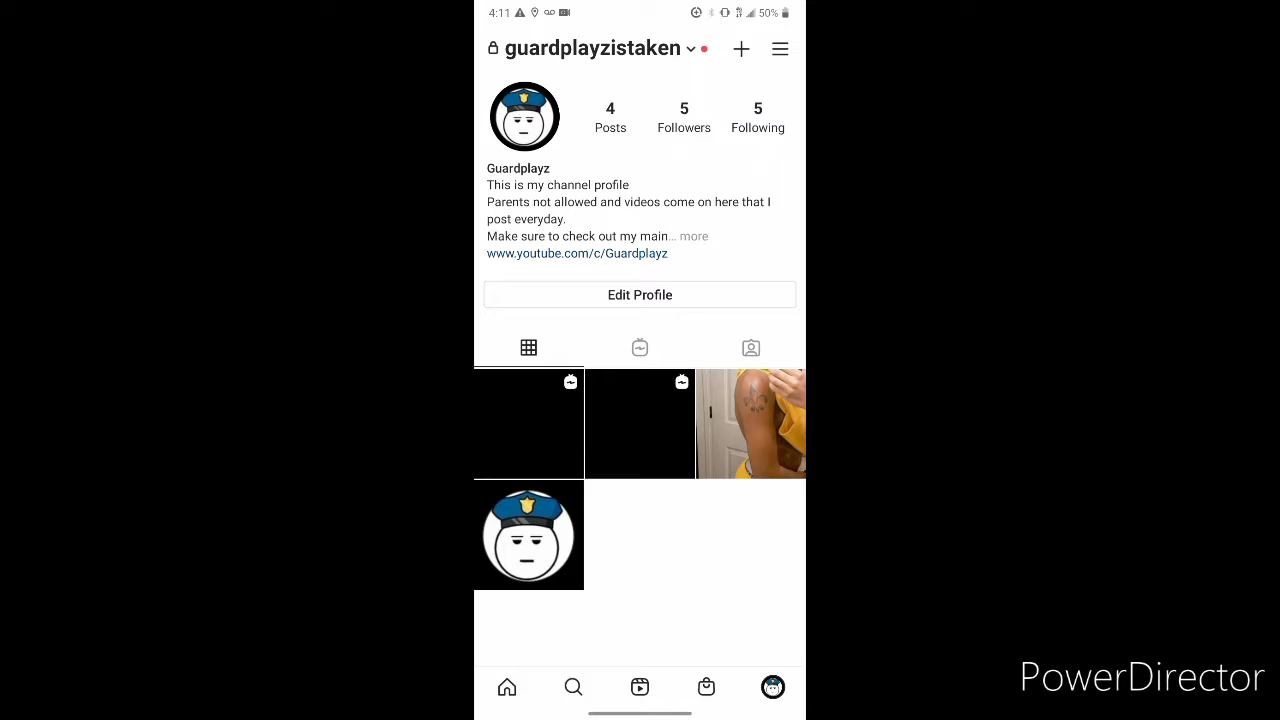 4:11 50%
guardplayzistaken
4 5 5
Posts Followers Following
Guardplayz
This is my channel profile
Parents not allowed and videos come on here that I
post everyday.
Make sure to check out my main... more
www.youtube.com/c/Guardplayz
Edit Profile
PowerDirector